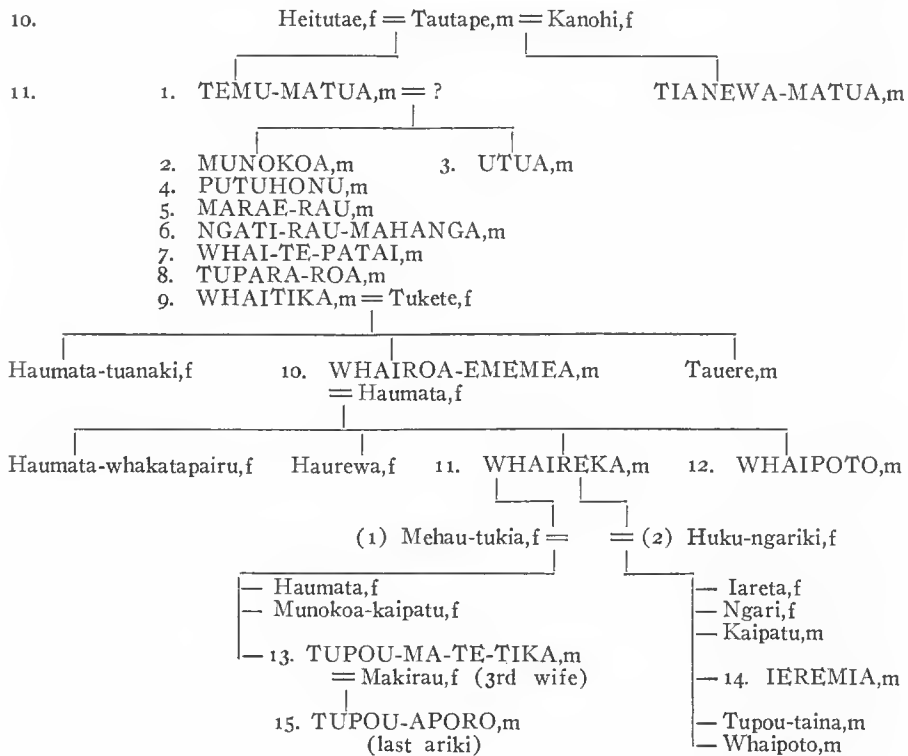 10. Heitutae,f = Tautape,m = Kanohi,f
11. 1. TEMU-MATUA,m = ? TIANEWA-MATUA,m
2. MUNOKOA,m 3. UTUA,m
4. PUTUHONU,m
5. MARAE-RAU,m
6. NGATI-RAU-MAHANGA,m
7. WHAI-TE-PATAI,m
8. TUPARA-ROA,m
9. WHAITIKA,m = Tukete,f
Haumata-tuanaki,f 10. WHAIROA-EMEMEA,m Tauere,m
= Haumata,f
Haumata-whakatapairu,f Haurewa,f 11. WHAIREKA,m 12. WHAIPOTO,m
(1) Mehau-tukia,f = = (2) Huku-ngariki,f
Haumata,f Iareta,f
Munokoa-kaipatu,f Ngari,f
Kaipatu,m
13. TUPOU-MA-TE-TIKA,m 14. IEREMIA,m
= Makirau,f (3rd wife)
15. TUPOU-APORO,m Tupou-taina,m
(last ariki) Whaipoto,m